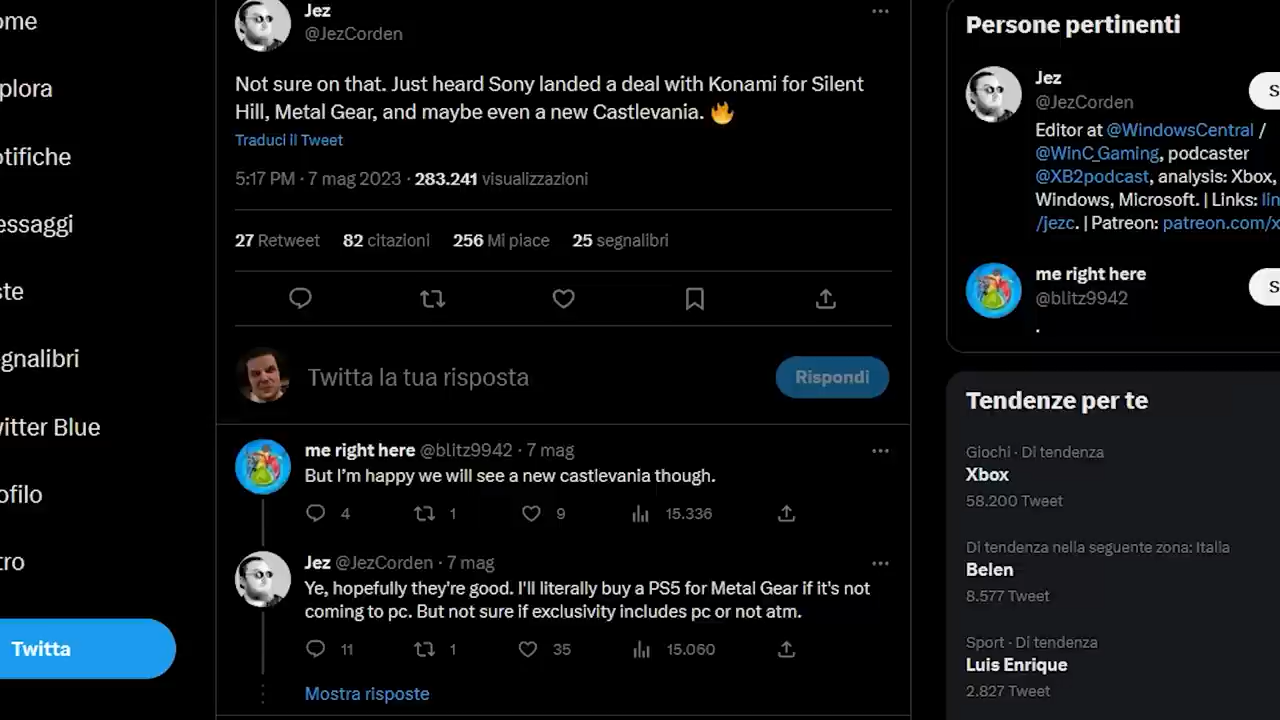 ome
plora
otifiche
essaggi
ste
gnalibri
vitter Blue
ofilo
tro
Twitta
Jez
@JezCorden
Not sure on that. Just heard Sony landed a deal with Konami for Silent
Hill, Metal Gear, and maybe even a new Castlevania. 🔥
Traduci il Tweet
5:17 PM · 7 mag 2023 · 283.241 visualizzazioni
27 Retweet 82 citazioni 256 Mi piace 25 segnalibri
Twitta la tua risposta
Rispondi
me right here @blitz9942 · 7 mag
But I'm happy we will see a new castlevania though.
4 1 9 15.336
Jez @JezCorden · 7 mag
Ye, hopefully they're good. I'll literally buy a PS5 for Metal Gear if it's not
coming to pc. But not sure if exclusivity includes pc or not atm.
11 1 35 15.060
Mostra risposte
Persone pertinenti
Jez
S
@JezCorden
Editor at @WindowsCentral /
@WinC_Gaming, podcaster
@XB2podcast, analysis: Xbox,
Windows, Microsoft. | Links: lin
/jezc. | Patreon: patreon.com/x
me right here
S
@blitz9942
.
Tendenze per te
Giochi · Di tendenza
Xbox
58.200 Tweet
Di tendenza nella seguente zona: Italia
Belen
8.577 Tweet
Sport · Di tendenza
Luis Enrique
2.827 Tweet